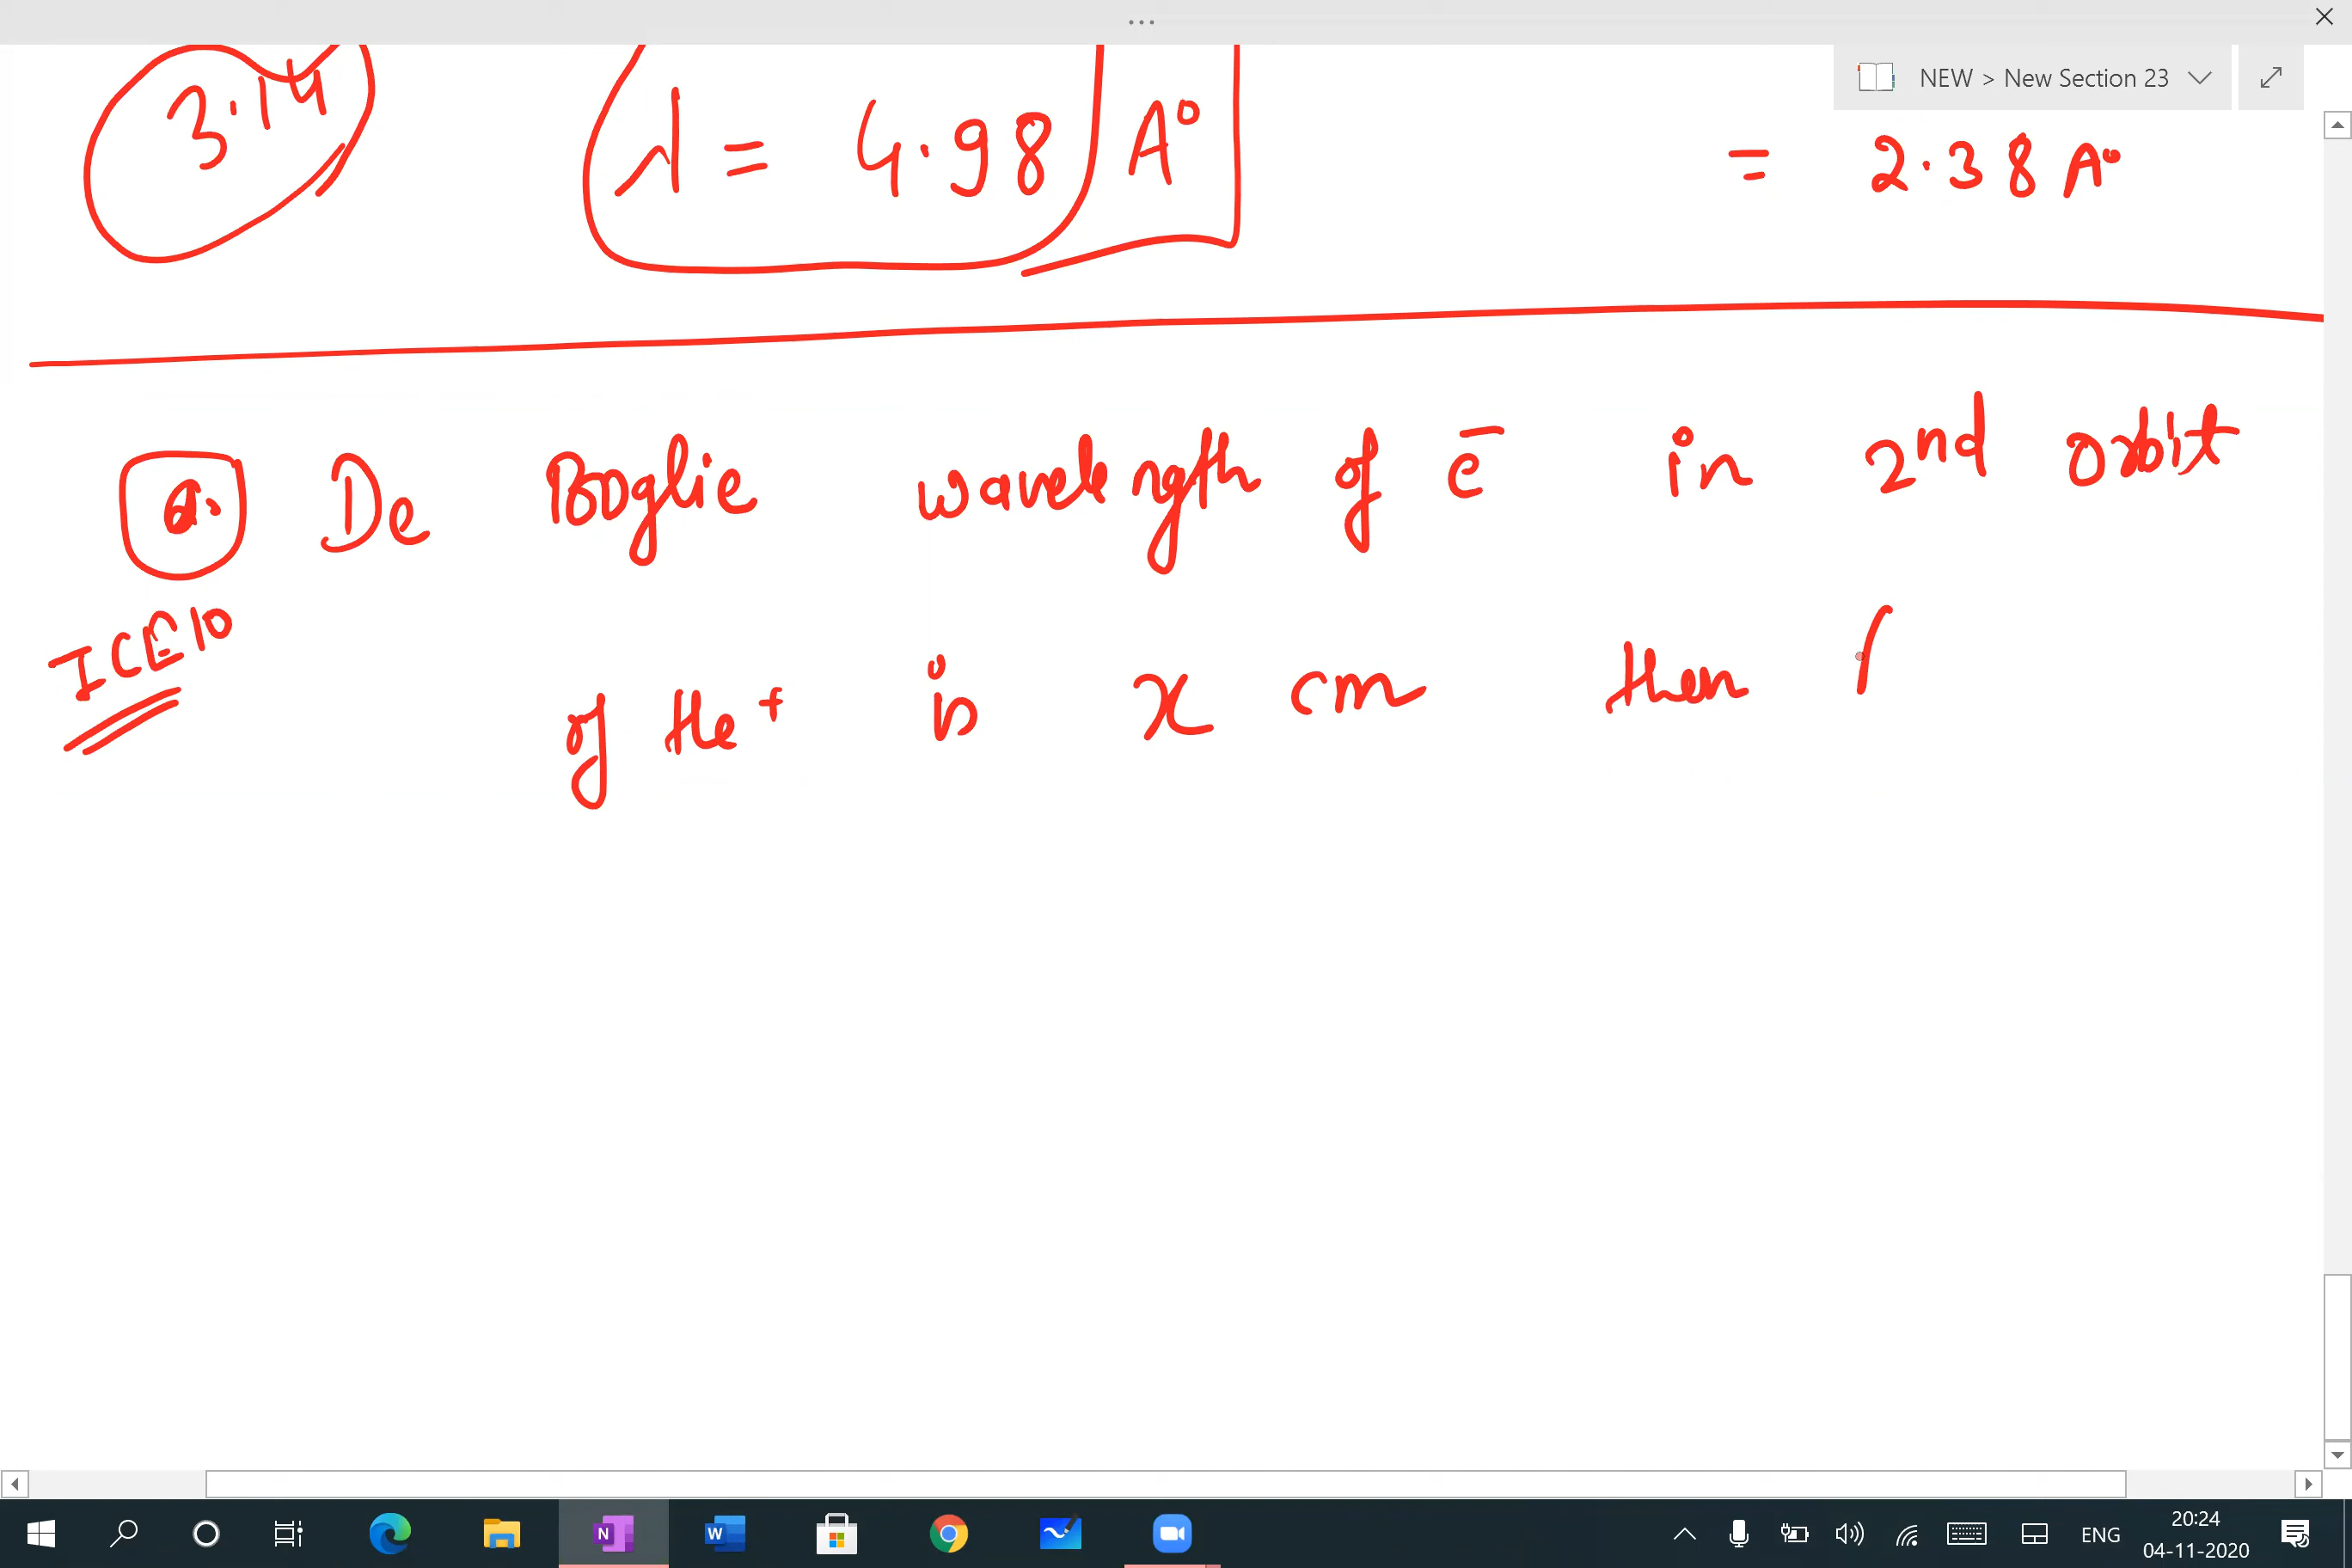 NEW > New Section 23
3.14
λ = 4.98 A°
= 2.38 A°
Q. De Broglie wavelength of e⁻ in 2nd orbit
ICE 10
of He⁺ is x cm then
ENG
20:24
04-11-2020